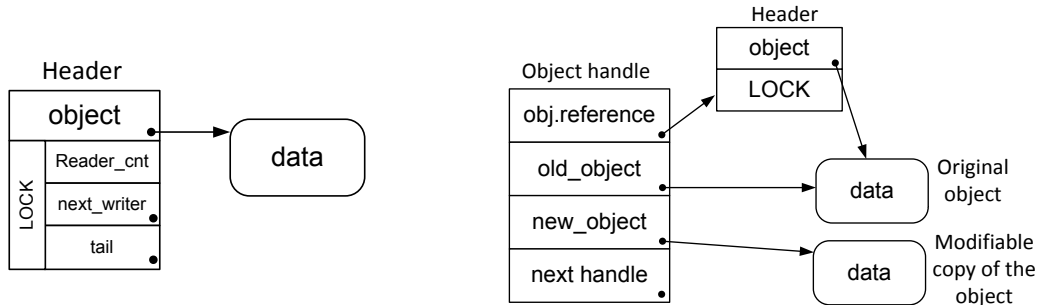 Header
object
LOCK
Reader_cnt
next_writer
tail
data
Object handle
obj.reference
old_object
new_object
next handle
Header
object
LOCK
data
Original
object
data
Modifiable
copy of the
object